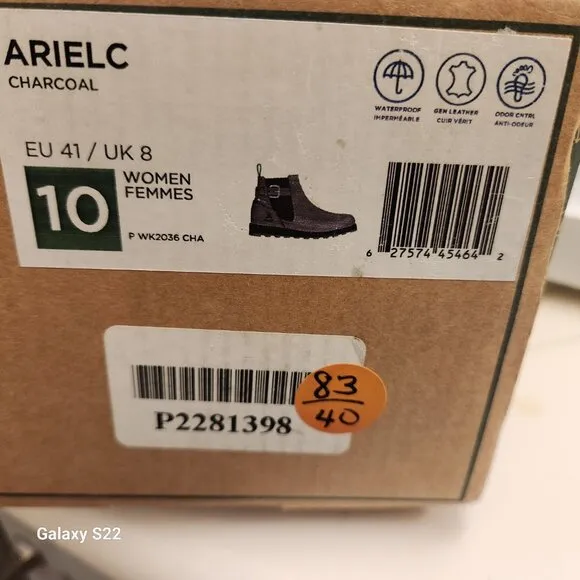 ARIELC
CHARCOAL
WATERPROOF
IMPERMÉABLE
GEN LEATHER
CUIR VÉRIT
ODOR CNTRL
ANTI-ODEUR
EU 41 / UK 8
10
WOMEN
FEMMES
P WK2036 CHA
6 27574 45464 2
P2281398
83
40
Galaxy S22